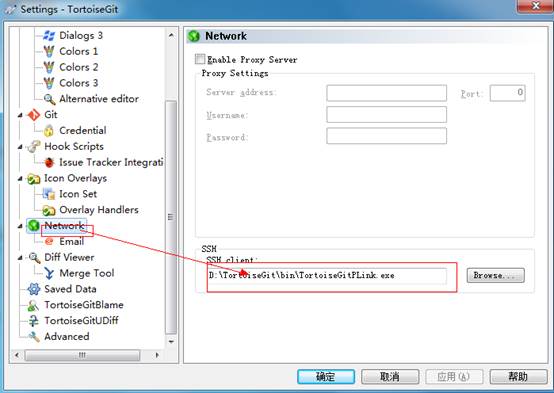 Settings - TortoiseGit
Dialogs 3
Colors 1
Colors 2
Colors 3
Alternative editor
Git
Credential
Hook Scripts
Issue Tracker Integrati
Icon Overlays
Icon Set
Overlay Handlers
Network
Email
Diff Viewer
Merge Tool
Saved Data
TortoiseGitBlame
TortoiseGitUDiff
Advanced
Network
Enable Proxy Server
Proxy Settings
Server address:
Port:
0
Username:
Password:
SSH
SSH client:
D:\TortoiseGit\bin\TortoiseGitPLink.exe
Browse...
确定
取消
应用(A)
帮助